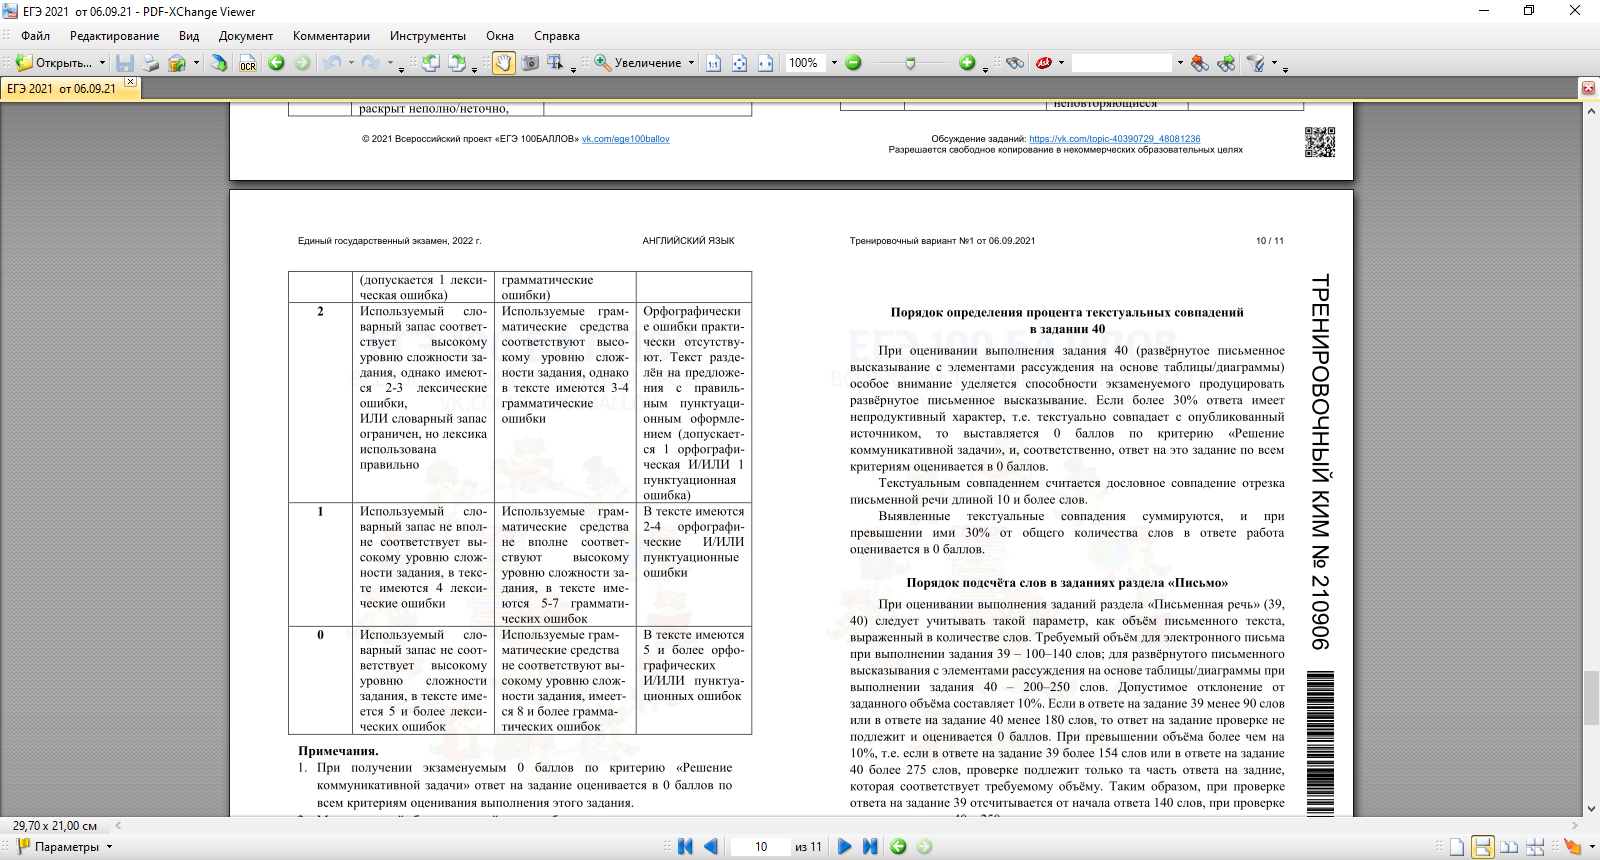 ЕГЭ 2021  от 06.09.21 - PDF-XChange Viewer
Файл Редактирование Вид Документ Комментарии Инструменты Окна Справка
Открыть... OCR Увеличение 1:1 100% Ask
ЕГЭ 2021  от 06.09.21
раскрыт неполно/неточно,
неповторяющиеся
© 2021 Всероссийский проект «ЕГЭ 100БАЛЛОВ» vk.com/ege100ballov
Обсуждение заданий: https://vk.com/topic-40390729_48081236
Разрешается свободное копирование в некоммерческих образовательных целях
Единый государственный экзамен, 2022 г. АНГЛИЙСКИЙ ЯЗЫК
(допускается 1 лекси-
ческая ошибка)
грамматические
ошибки)
2
Используемый сло-
варный запас соответ-
ствует высокому
уровню сложности за-
дания, однако имеют-
ся 2-3 лексические
ошибки,
ИЛИ словарный запас
ограничен, но лексика
использована
правильно
Используемые грам-
матические средства
соответствуют высо-
кому уровню слож-
ности задания, однако
в тексте имеются 3-4
грамматические
ошибки
Орфографически
е ошибки практи-
чески отсутству-
ют. Текст разде-
лён на предложе-
ния с правиль-
ным пунктуаци-
онным оформле-
нием (допускает-
ся 1 орфографи-
ческая И/ИЛИ 1
пунктуационная
ошибка)
1
Используемый сло-
варный запас не впол-
не соответствует вы-
сокому уровню слож-
ности задания, в текс-
те имеются 4 лекси-
ческие ошибки
Используемые грам-
матические средства
не вполне соответ-
ствуют высокому
уровню сложности за-
дания, в тексте име-
ются 5-7 граммати-
ческих ошибок
В тексте имеются
2-4 орфографи-
ческие И/ИЛИ
пунктуационные
ошибки
0
Используемый сло-
варный запас не соот-
ветствует высокому
уровню сложности
задания, в тексте име-
ется 5 и более лекси-
ческих ошибок
Используемые грам-
матические средства
не соответствуют вы-
сокому уровню слож-
ности задания, имеет-
ся 8 и более грамма-
тических ошибок
В тексте имеются
5 и более орфо-
графических
И/ИЛИ пунктуа-
ционных ошибок
Примечания.
1. При получении экзаменуемым 0 баллов по критерию «Решение
коммуникативной задачи» ответ на задание оценивается в 0 баллов по
всем критериям оценивания выполнения этого задания.
Тренировочный вариант №1 от 06.09.2021 10 / 11
Порядок определения процента текстуальных совпадений
в задании 40
При оценивании выполнения задания 40 (развёрнутое письменное
высказывание с элементами рассуждения на основе таблицы/диаграммы)
особое внимание уделяется способности экзаменуемого продуцировать
развёрнутое письменное высказывание. Если более 30% ответа имеет
непродуктивный характер, т.е. текстуально совпадает с опубликованный
источником, то выставляется 0 баллов по критерию «Решение
коммуникативной задачи», и, соответственно, ответ на это задание по всем
критериям оценивается в 0 баллов.
Текстуальным совпадением считается дословное совпадение отрезка
письменной речи длиной 10 и более слов.
Выявленные текстуальные совпадения суммируются, и при
превышении ими 30% от общего количества слов в ответе работа
оценивается в 0 баллов.
Порядок подсчёта слов в заданиях раздела «Письмо»
При оценивании выполнения заданий раздела «Письменная речь» (39,
40) следует учитывать такой параметр, как объём письменного текста,
выраженный в количестве слов. Требуемый объём для электронного письма
при выполнении задания 39 – 100–140 слов; для развёрнутого письменного
высказывания с элементами рассуждения на основе таблицы/диаграммы при
выполнении задания 40 – 200–250 слов. Допустимое отклонение от
заданного объёма составляет 10%. Если в ответе на задание 39 менее 90 слов
или в ответе на задание 40 менее 180 слов, то ответ на задание проверке не
подлежит и оценивается 0 баллов. При превышении объёма более чем на
10%, т.е. если в ответе на задание 39 более 154 слов или в ответе на задание
40 более 275 слов, проверке подлежит только та часть ответа на задние,
которая соответствует требуемому объёму. Таким образом, при проверке
ответа на задание 39 отсчитывается от начала ответа 140 слов, при проверке
ТРЕНИРОВОЧНЫЙ КИМ № 210906
29,70 x 21,00 см
Параметры 10 из 11